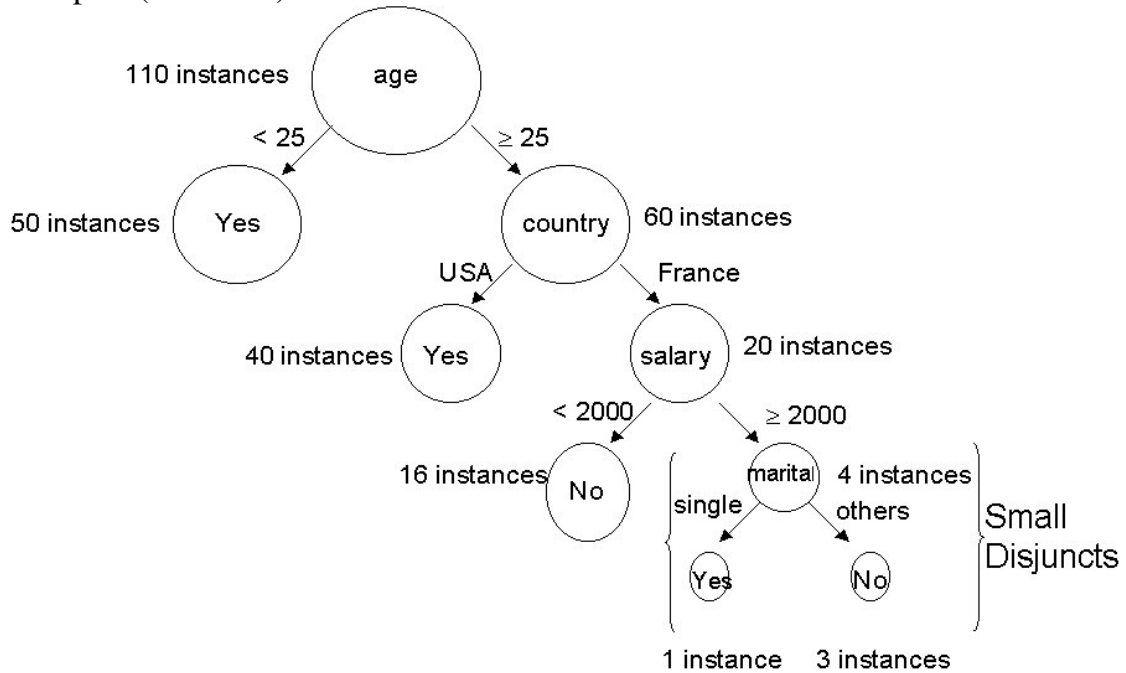 110 instances
age
< 25
≥ 25
50 instances
Yes
country
60 instances
USA
France
40 instances
Yes
salary
20 instances
< 2000
≥ 2000
16 instances
No
marital
4 instances
single
others
Small
Disjuncts
Yes
No
1 instance
3 instances